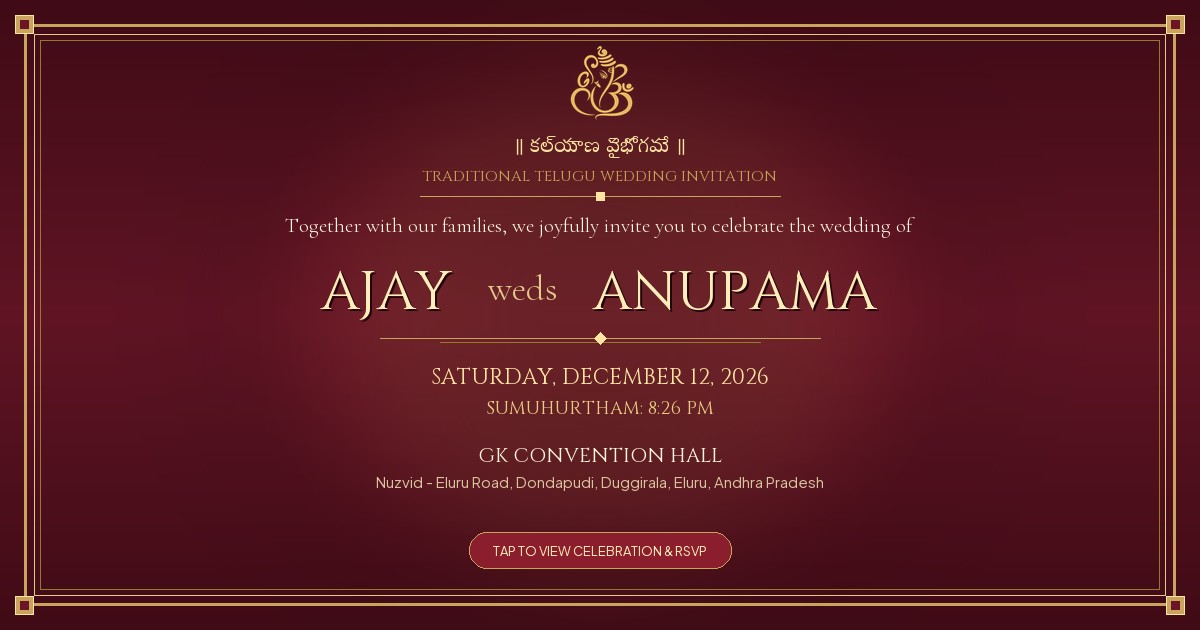 || కల్యాణ వైభోగమే ||
TRADITIONAL TELUGU WEDDING INVITATION
Together with our families, we joyfully invite you to celebrate the wedding of
AJAY weds ANUPAMA
SATURDAY, DECEMBER 12, 2026
SUMUHURTHAM: 8:26 PM
GK CONVENTION HALL
Nuzvid - Eluru Road, Dondapudi, Duggirala, Eluru, Andhra Pradesh
TAP TO VIEW CELEBRATION & RSVP